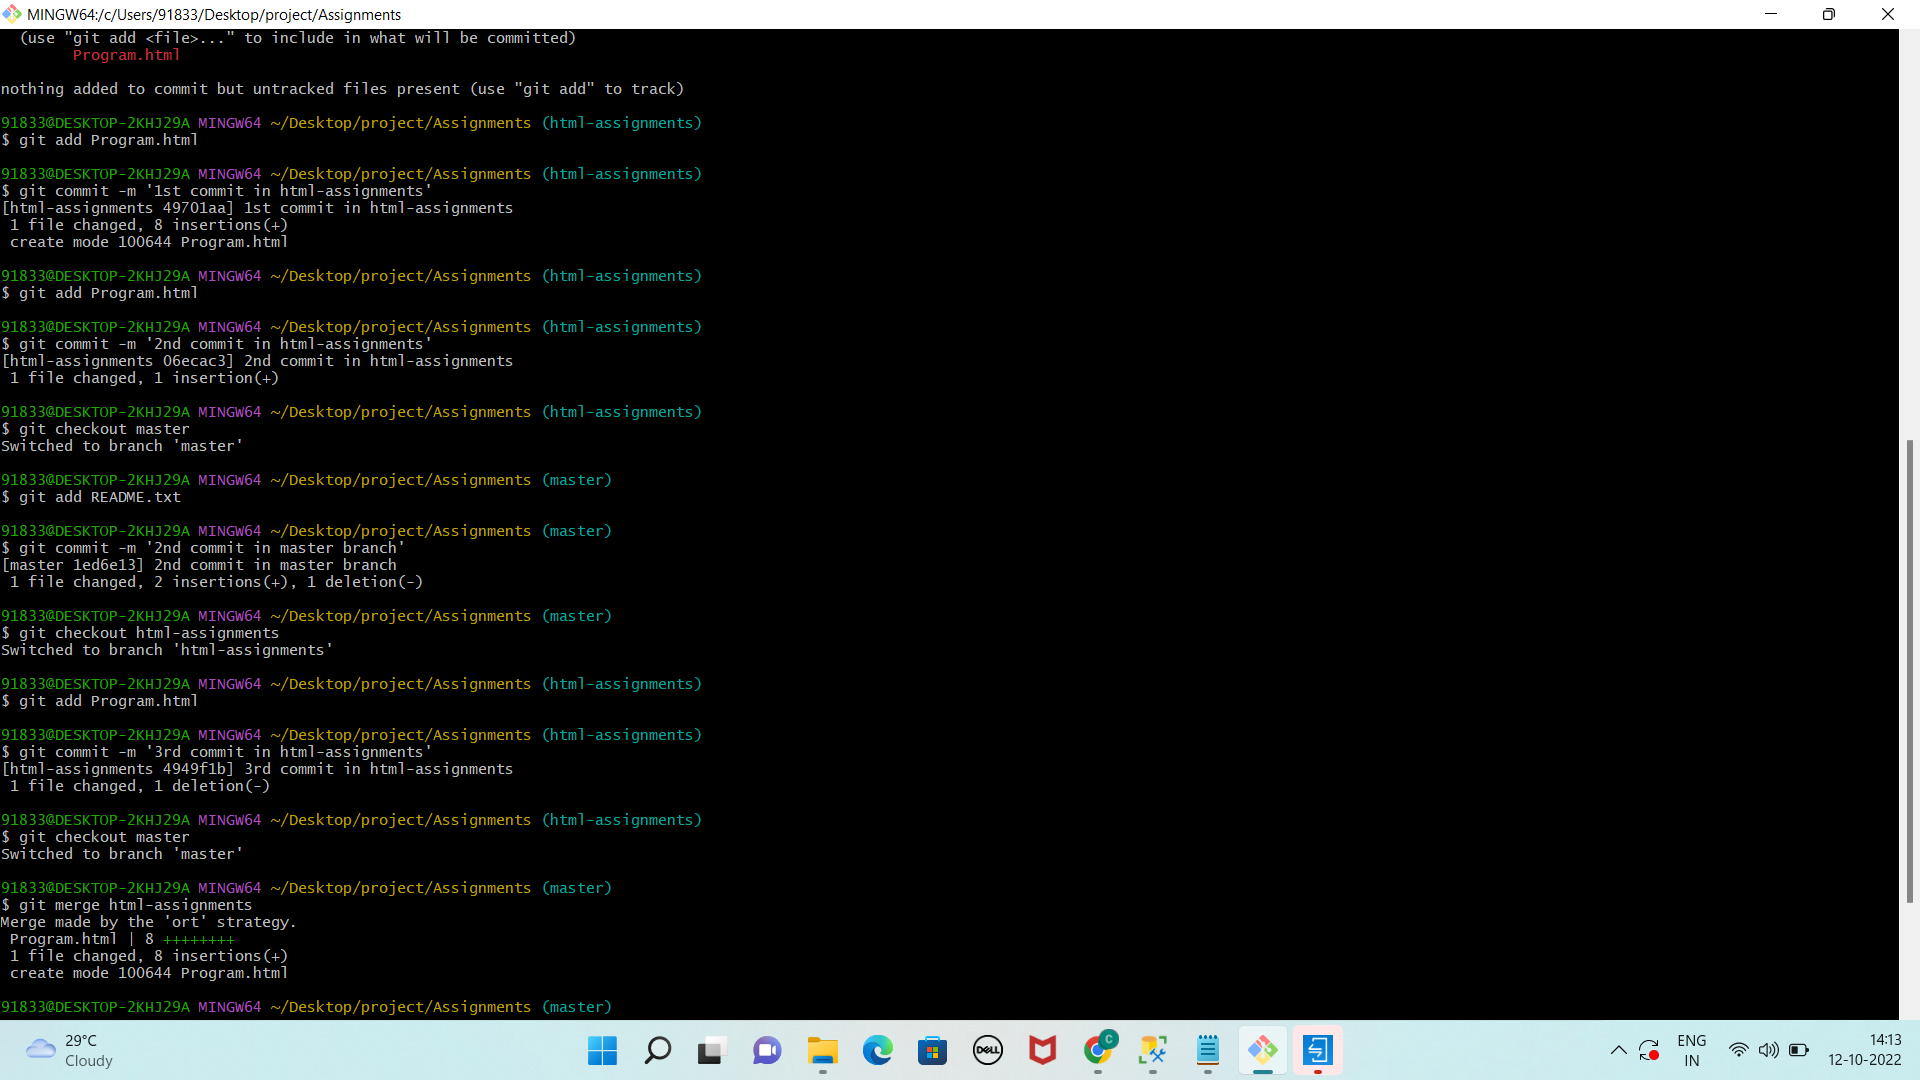 MINGW64:/c/Users/91833/Desktop/project/Assignments
(use "git add <file>..." to include in what will be committed)
Program.html
nothing added to commit but untracked files present (use "git add" to track)
91833@DESKTOP-2KHJ29A MINGW64 ~/Desktop/project/Assignments (html-assignments)
$ git add Program.html
91833@DESKTOP-2KHJ29A MINGW64 ~/Desktop/project/Assignments (html-assignments)
$ git commit -m '1st commit in html-assignments'
[html-assignments 49701aa] 1st commit in html-assignments
1 file changed, 8 insertions(+)
create mode 100644 Program.html
91833@DESKTOP-2KHJ29A MINGW64 ~/Desktop/project/Assignments (html-assignments)
$ git add Program.html
91833@DESKTOP-2KHJ29A MINGW64 ~/Desktop/project/Assignments (html-assignments)
$ git commit -m '2nd commit in html-assignments'
[html-assignments 06ecac3] 2nd commit in html-assignments
1 file changed, 1 insertion(+)
91833@DESKTOP-2KHJ29A MINGW64 ~/Desktop/project/Assignments (html-assignments)
$ git checkout master
Switched to branch 'master'
91833@DESKTOP-2KHJ29A MINGW64 ~/Desktop/project/Assignments (master)
$ git add README.txt
91833@DESKTOP-2KHJ29A MINGW64 ~/Desktop/project/Assignments (master)
$ git commit -m '2nd commit in master branch'
[master 1ed6e13] 2nd commit in master branch
1 file changed, 2 insertions(+), 1 deletion(-)
91833@DESKTOP-2KHJ29A MINGW64 ~/Desktop/project/Assignments (master)
$ git checkout html-assignments
Switched to branch 'html-assignments'
91833@DESKTOP-2KHJ29A MINGW64 ~/Desktop/project/Assignments (html-assignments)
$ git add Program.html
91833@DESKTOP-2KHJ29A MINGW64 ~/Desktop/project/Assignments (html-assignments)
$ git commit -m '3rd commit in html-assignments'
[html-assignments 4949f1b] 3rd commit in html-assignments
1 file changed, 1 deletion(-)
91833@DESKTOP-2KHJ29A MINGW64 ~/Desktop/project/Assignments (html-assignments)
$ git checkout master
Switched to branch 'master'
91833@DESKTOP-2KHJ29A MINGW64 ~/Desktop/project/Assignments (master)
$ git merge html-assignments
Merge made by the 'ort' strategy.
Program.html | 8 ++++++++
1 file changed, 8 insertions(+)
create mode 100644 Program.html
91833@DESKTOP-2KHJ29A MINGW64 ~/Desktop/project/Assignments (master)
29°C
Cloudy
DELL
C
ENG
IN
14:13
12-10-2022